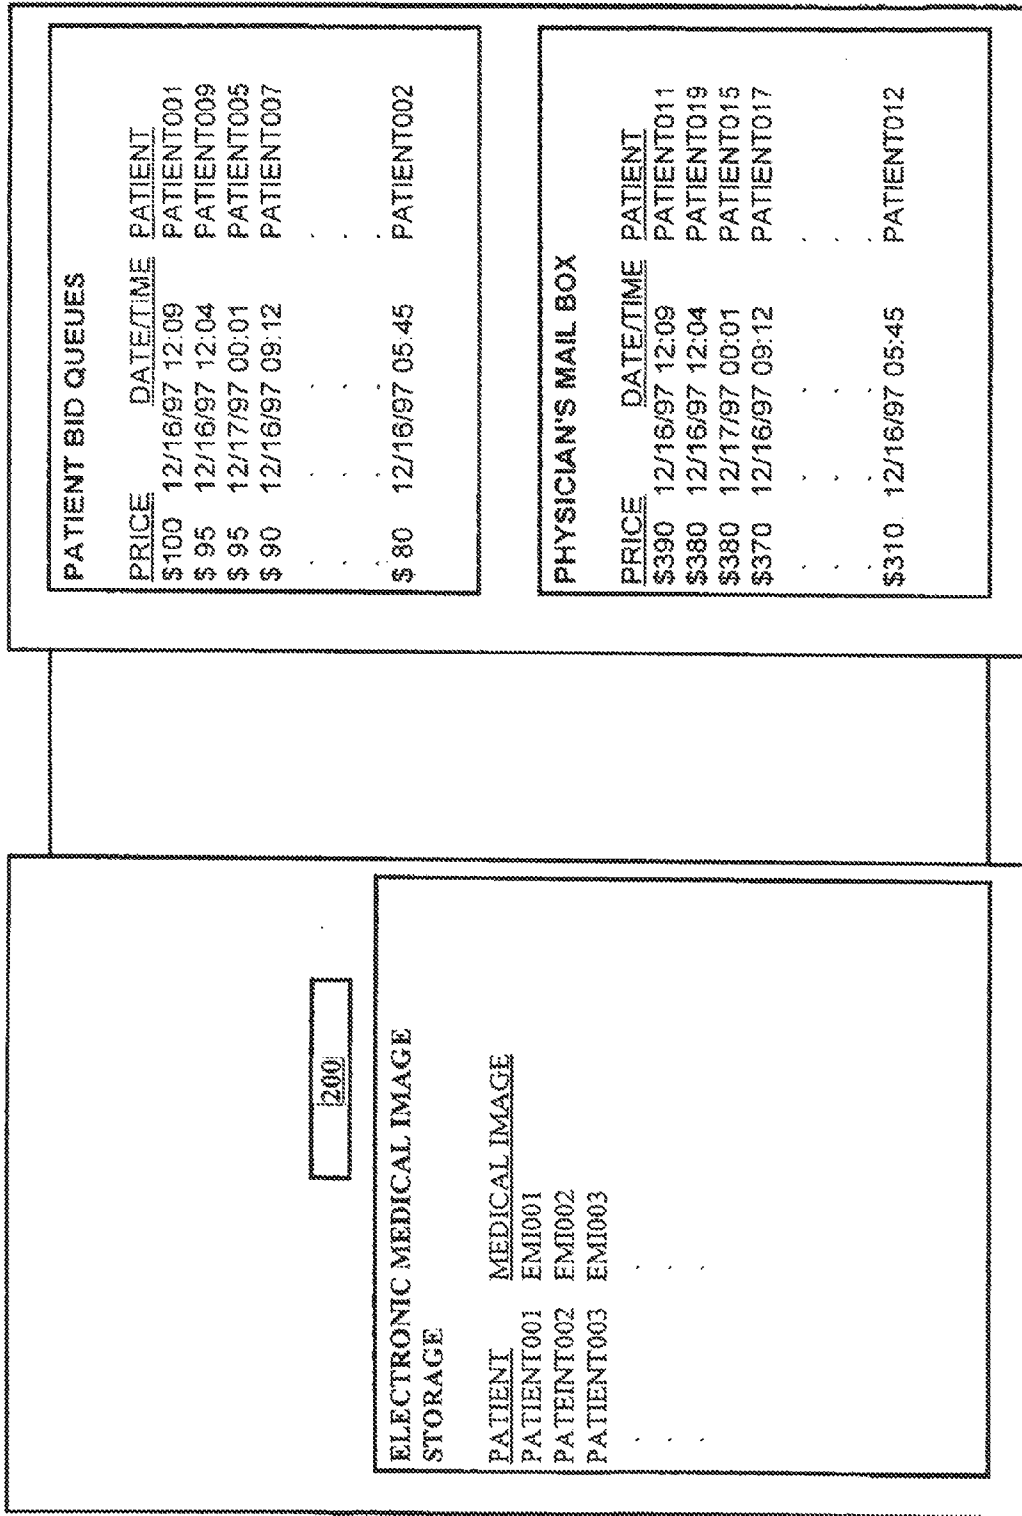 200
ELECTRONIC MEDICAL IMAGE
STORAGE
PATIENT MEDICAL IMAGE
PATIENT001 EMI001
PATEINT002 EMI002
PATIENT003 EMI003
. .
. .
. .
PATIENT BID QUEUES
PRICE DATE/TIME PATIENT
$100 12/16/97 12:09 PATIENT001
$ 95 12/16/97 12:04 PATIENT009
$ 95 12/17/97 00:01 PATIENT005
$ 90 12/16/97 09:12 PATIENT007
. . .
. . .
. . .
$ 80 12/16/97 05:45 PATIENT002
PHYSICIAN'S MAIL BOX
PRICE DATE/TIME PATIENT
$390 12/16/97 12:09 PATIENT011
$380 12/16/97 12:04 PATIENT019
$380 12/17/97 00:01 PATIENT015
$370 12/16/97 09:12 PATIENT017
. . .
. . .
. . .
$310 12/16/97 05:45 PATIENT012